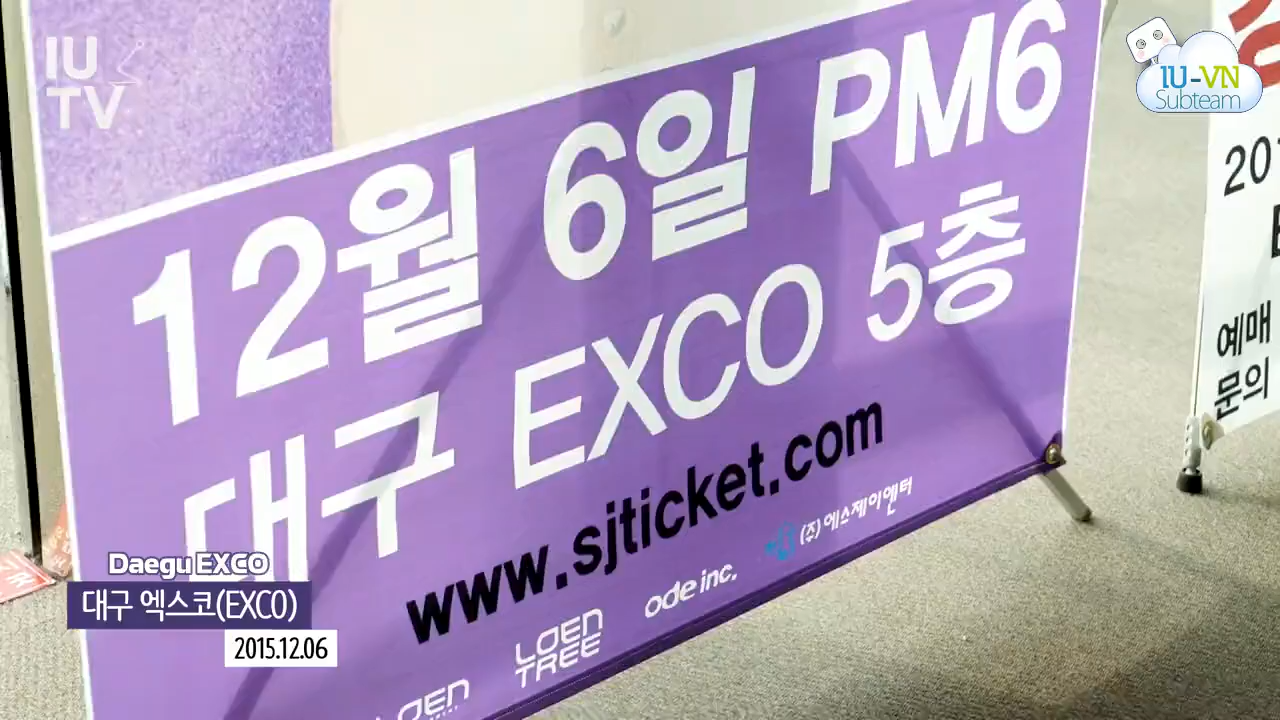 IU
TV
IU-VN
Subteam
12월 6일 PM6
대구 EXCO 5층
www.sjticket.com
(주)에스제이엔터
ode inc.
LOEN
TREE
Daegu EXCO
대구 엑스코(EXCO)
2015.12.06
예매
문의